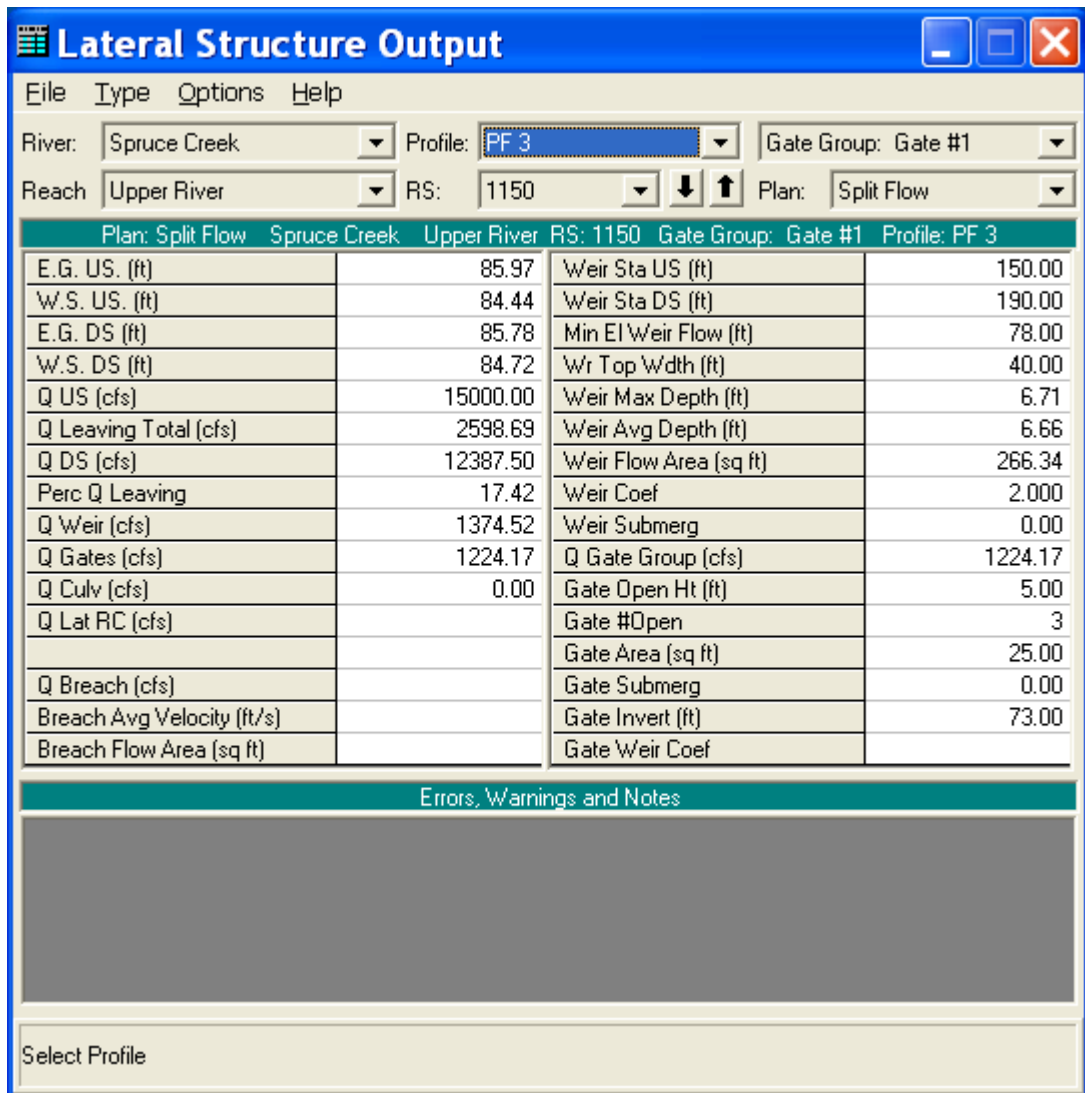 Lateral Structure Output
File Type Options Help
River: Spruce Creek Profile: PF 3 Gate Group: Gate #1
Reach Upper River RS: 1150 Plan: Split Flow
Plan: Split Flow Spruce Creek Upper River RS: 1150 Gate Group: Gate #1 Profile: PF 3
E.G. US. (ft) 85.97 Weir Sta US (ft) 150.00
W.S. US. (ft) 84.44 Weir Sta DS (ft) 190.00
E.G. DS (ft) 85.78 Min El Weir Flow (ft) 78.00
W.S. DS (ft) 84.72 Wr Top Wdth (ft) 40.00
Q US (cfs) 15000.00 Weir Max Depth (ft) 6.71
Q Leaving Total (cfs) 2598.69 Weir Avg Depth (ft) 6.66
Q DS (cfs) 12387.50 Weir Flow Area (sq ft) 266.34
Perc Q Leaving 17.42 Weir Coef 2.000
Q Weir (cfs) 1374.52 Weir Submerg 0.00
Q Gates (cfs) 1224.17 Q Gate Group (cfs) 1224.17
Q Culv (cfs) 0.00 Gate Open Ht (ft) 5.00
Q Lat RC (cfs) Gate #Open 3
Gate Area (sq ft) 25.00
Q Breach (cfs) Gate Submerg 0.00
Breach Avg Velocity (ft/s) Gate Invert (ft) 73.00
Breach Flow Area (sq ft) Gate Weir Coef
Errors, Warnings and Notes
Select Profile